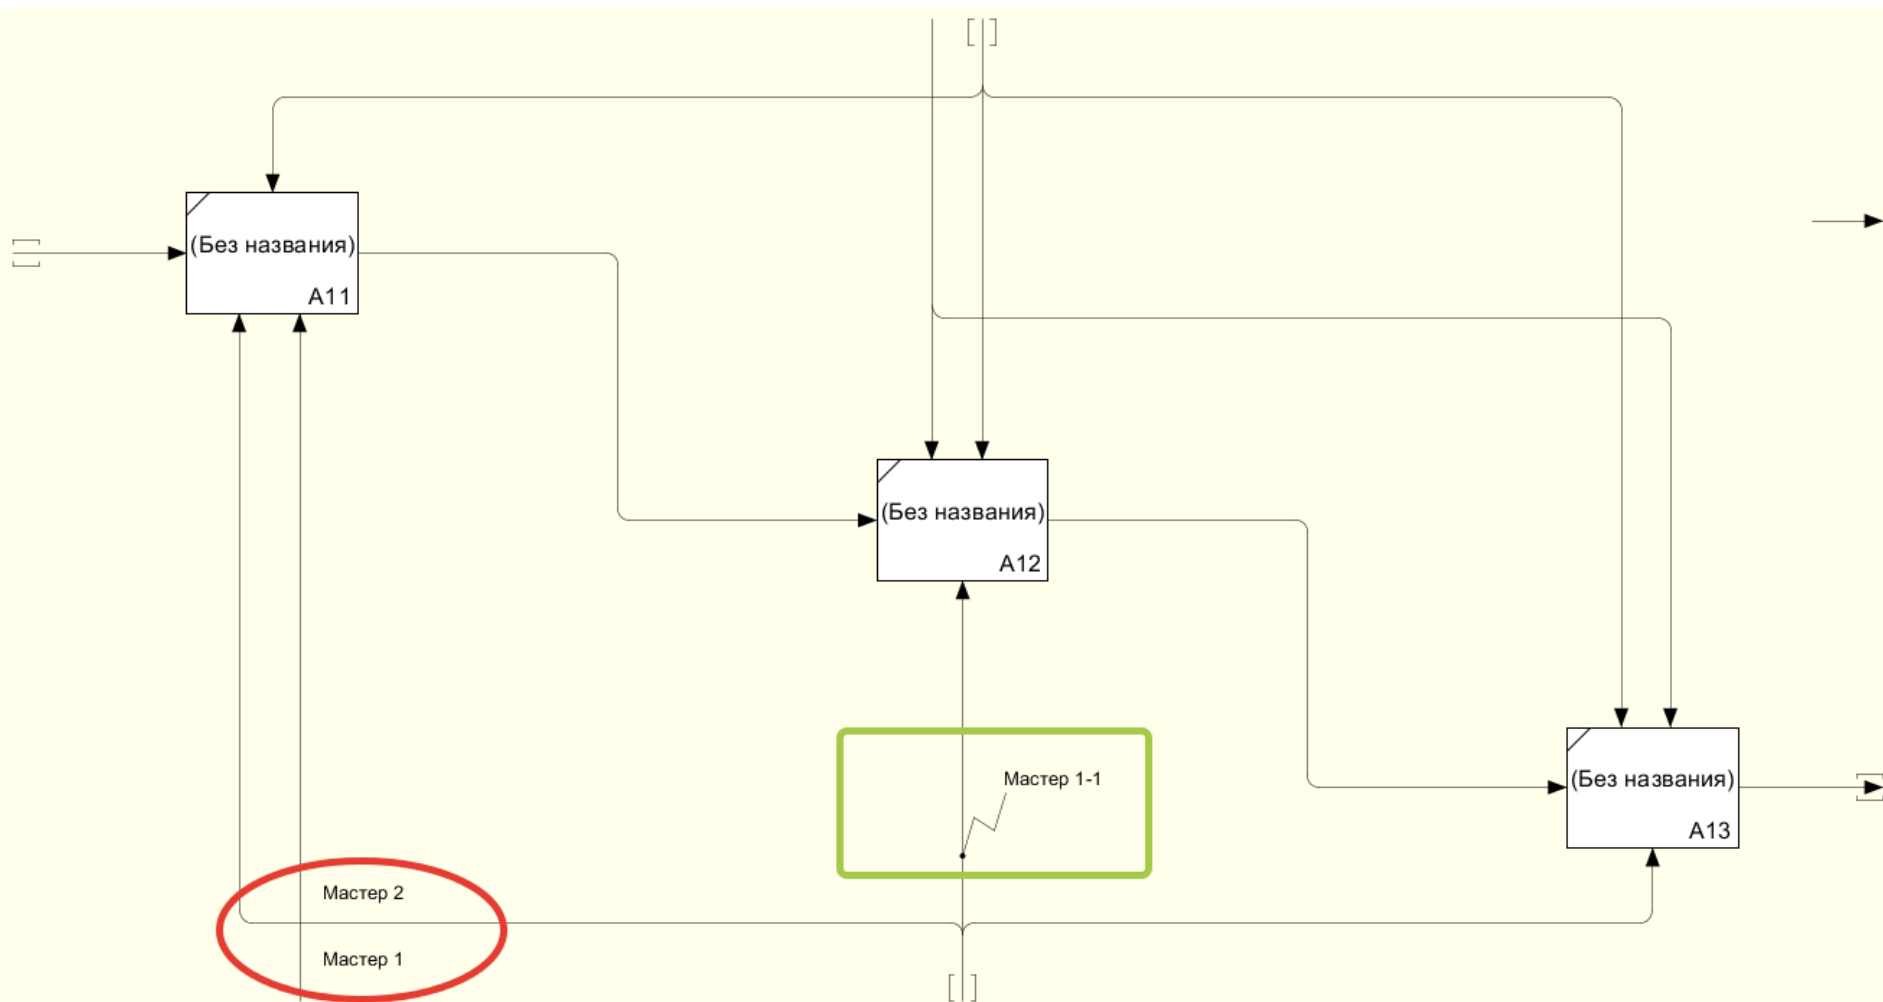 (Без названия)
A11
(Без названия)
A12
Мастер 1-1
(Без названия)
A13
Мастер 2
Мастер 1